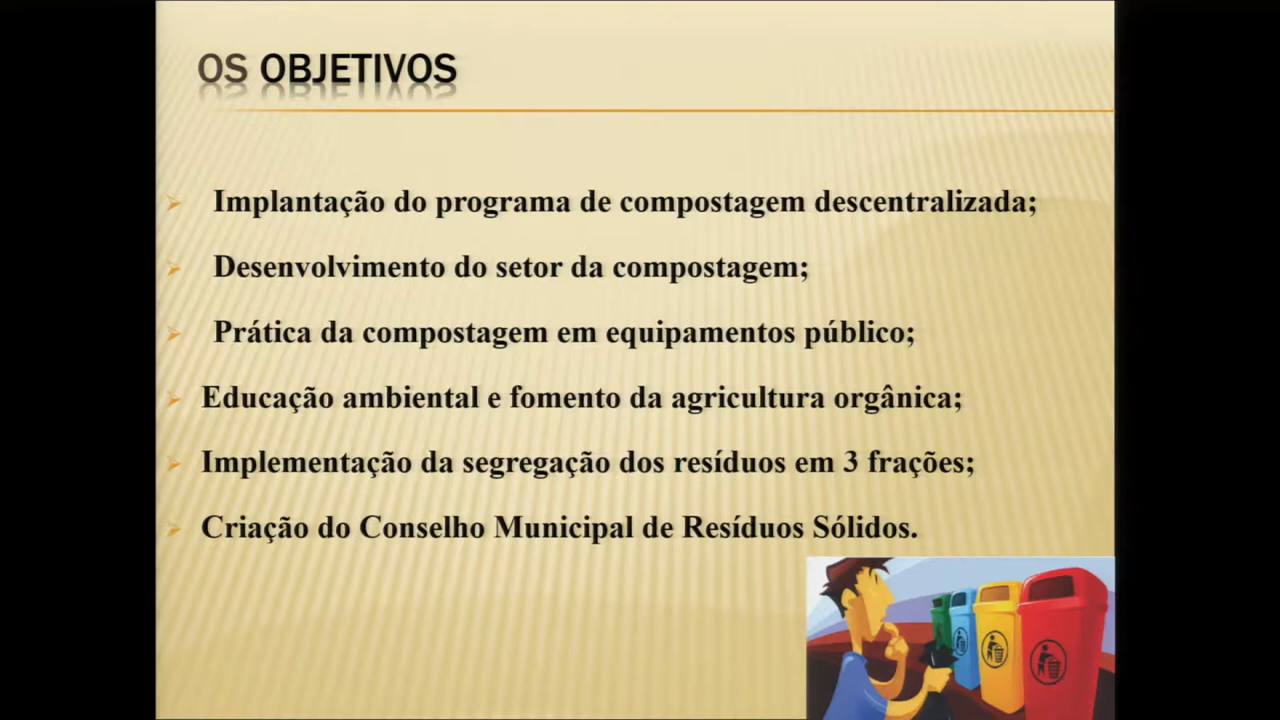 OS OBJETIVOS
Implantação do programa de compostagem descentralizada;
Desenvolvimento do setor da compostagem;
Prática da compostagem em equipamentos público;
Educação ambiental e fomento da agricultura orgânica;
Implementação da segregação dos resíduos em 3 frações;
Criação do Conselho Municipal de Resíduos Sólidos.